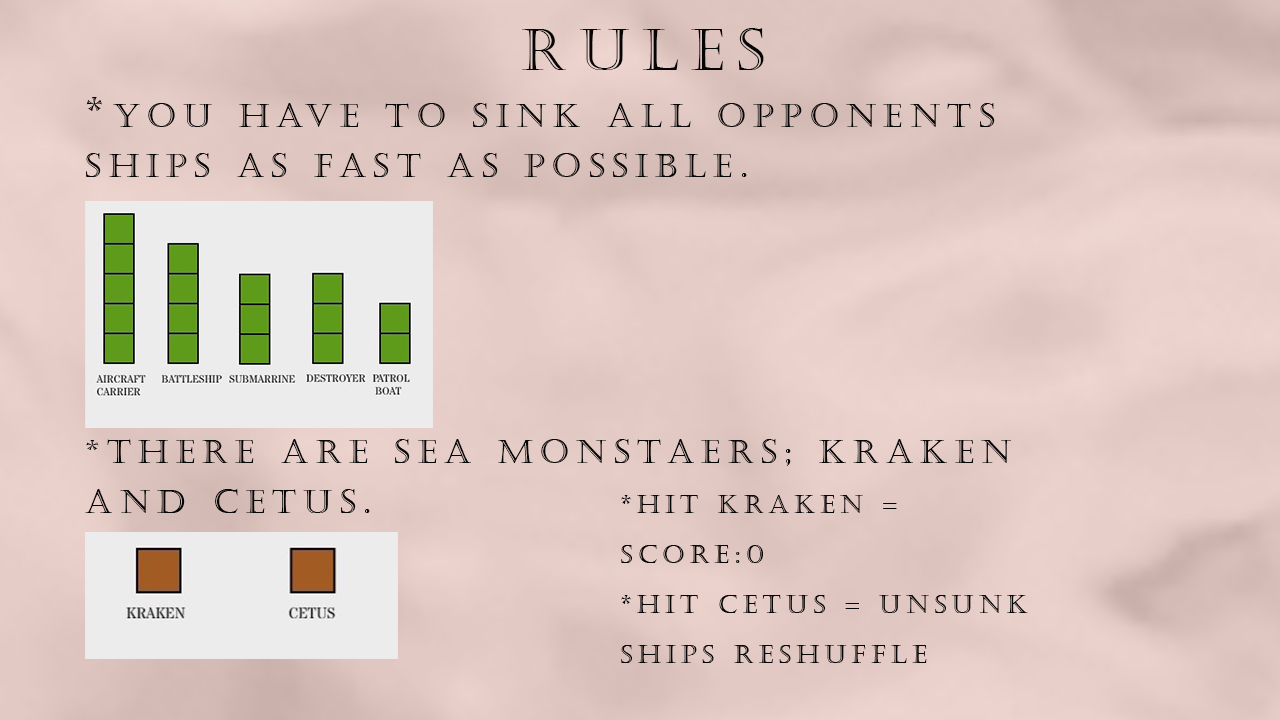 RULES
*YOU HAVE TO SINK ALL OPPONENTS
SHIPS AS FAST AS POSSIBLE.
AIRCRAFT CARRIER
BATTLESHIP
SUBMARRINE
DESTROYER
PATROL BOAT
*THERE ARE SEA MONSTAERS; KRAKEN
AND CETUS.
KRAKEN
CETUS
*HIT KRAKEN =
SCORE:0
*HIT CETUS = UNSUNK
SHIPS RESHUFFLE